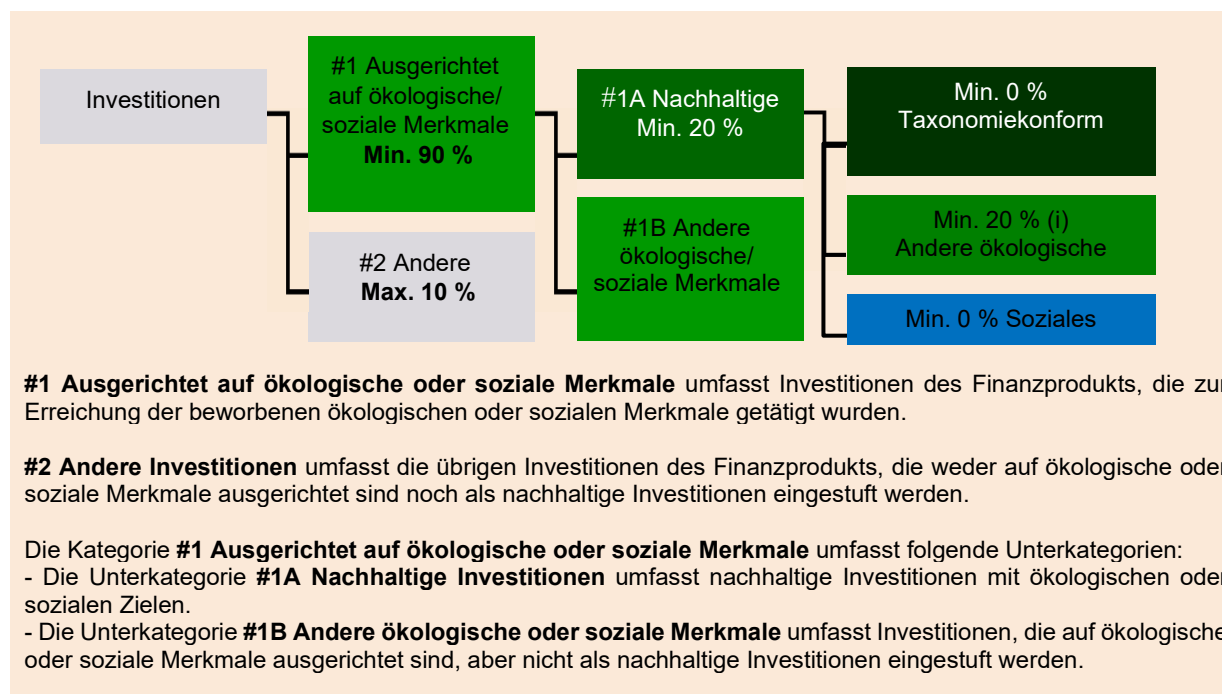 Investitionen
#1 Ausgerichtet
auf ökologische/
soziale Merkmale
Min. 90 %
#2 Andere
Max. 10 %
#1A Nachhaltige
Min. 20 %
#1B Andere
ökologische/
soziale Merkmale
Min. 0 %
Taxonomiekonform
Min. 20 % (i)
Andere ökologische
Min. 0 % Soziales
#1 Ausgerichtet auf ökologische oder soziale Merkmale umfasst Investitionen des Finanzprodukts, die zur
Erreichung der beworbenen ökologischen oder sozialen Merkmale getätigt wurden.
#2 Andere Investitionen umfasst die übrigen Investitionen des Finanzprodukts, die weder auf ökologische oder
soziale Merkmale ausgerichtet sind noch als nachhaltige Investitionen eingestuft werden.
Die Kategorie #1 Ausgerichtet auf ökologische oder soziale Merkmale umfasst folgende Unterkategorien:
- Die Unterkategorie #1A Nachhaltige Investitionen umfasst nachhaltige Investitionen mit ökologischen oder
sozialen Zielen.
- Die Unterkategorie #1B Andere ökologische oder soziale Merkmale umfasst Investitionen, die auf ökologische
oder soziale Merkmale ausgerichtet sind, aber nicht als nachhaltige Investitionen eingestuft werden.